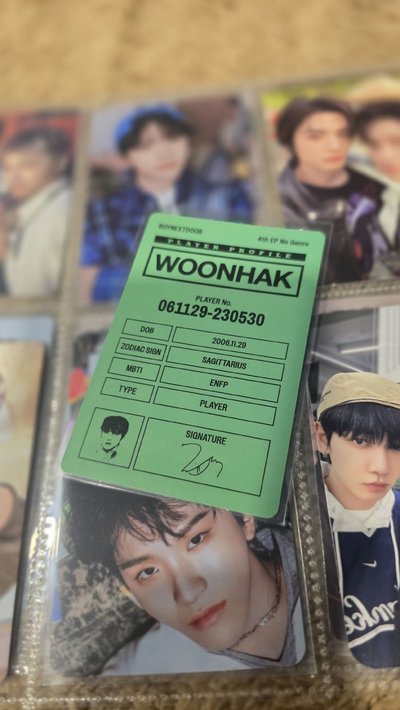 BOYNEXTDOOR 4th EP No Genre
PLAYER PROFILE
WOONHAK
PLAYER No.
061129-230530
DOB 2006.11.29
ZODIAC SIGN SAGITTARIUS
MBTI ENFP
TYPE PLAYER
SIGNATURE